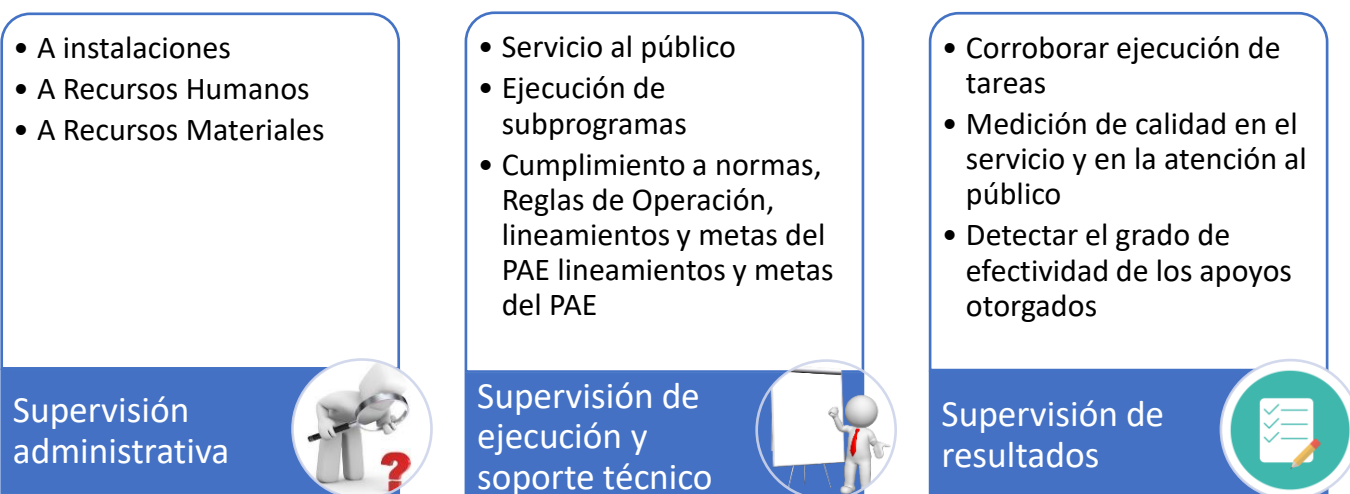 • A instalaciones
• A Recursos Humanos
• A Recursos Materiales
Supervisión
administrativa
• Servicio al público
• Ejecución de
subprogramas
• Cumplimiento a normas,
Reglas de Operación,
lineamientos y metas del
PAE lineamientos y metas
del PAE
Supervisión de
ejecución y
soporte técnico
• Corroborar ejecución de
tareas
• Medición de calidad en el
servicio y en la atención al
público
• Detectar el grado de
efectividad de los apoyos
otorgados
Supervisión de
resultados